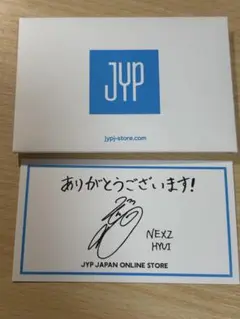 JYP
jypj-store.com
ありがとうございます!
NEXZ
HYUI
JYP JAPAN ONLINE STORE